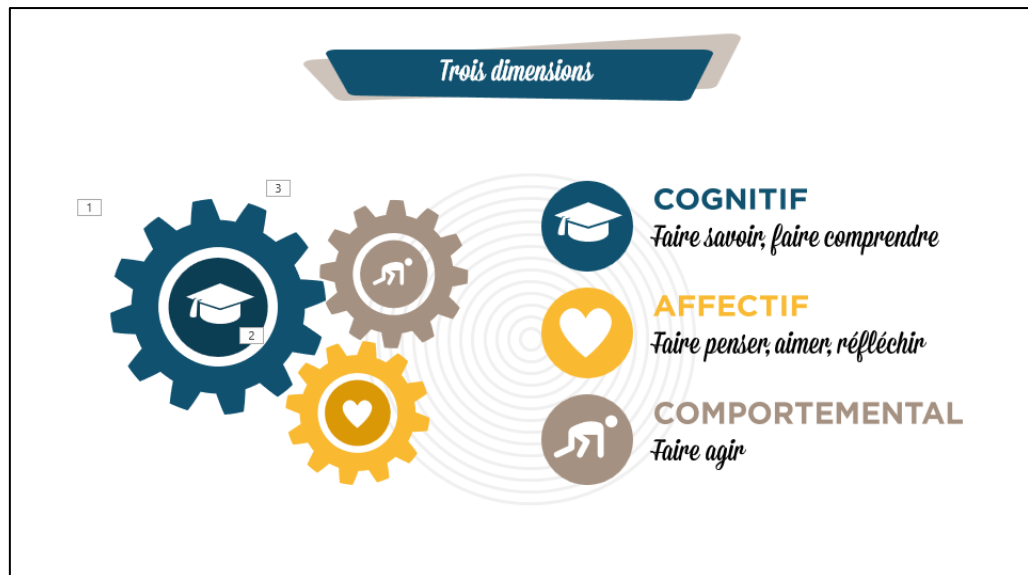 Trois dimensions
3
1
2
COGNITIF
Faire savoir, faire comprendre
AFFECTIF
Faire penser, aimer, réfléchir
COMPORTEMENTAL
Faire agir